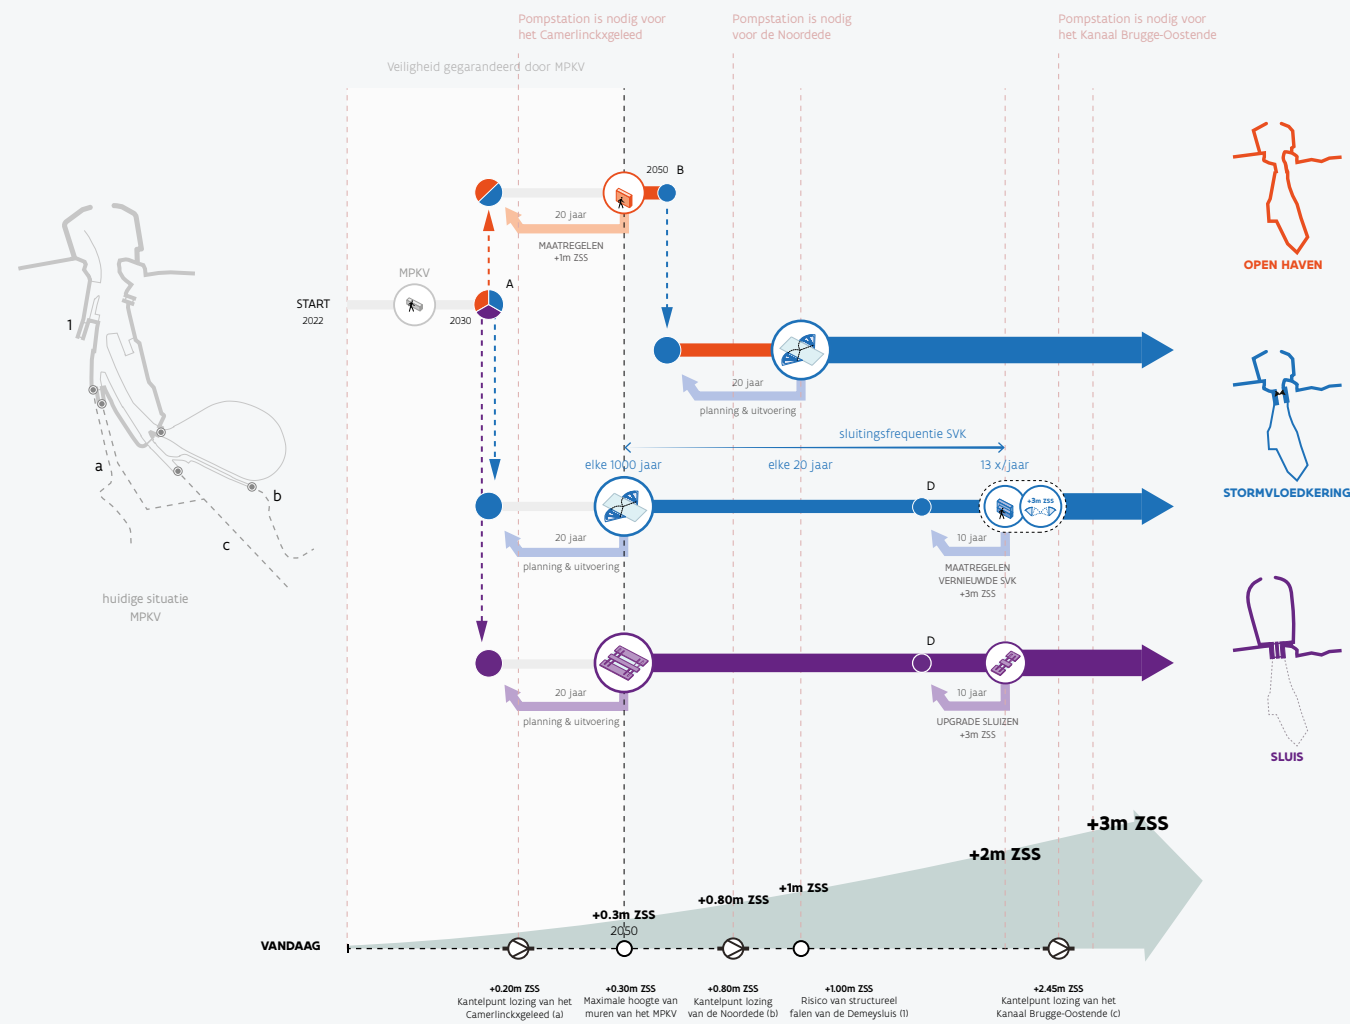 Pompstation is nodig voor
het Camerlinckxgeleed
Pompstation is nodig
voor de Noordede
Pompstation is nodig voor
het Kanaal Brugge-Oostende
Veiligheid gegarandeerd door MPKV
2050 B
20 jaar
MAATREGELEN
+1m ZSS
OPEN HAVEN
MPKV
A
START
2022
2030
1
20 jaar
planning & uitvoering
sluitingsfrequentie SVK
elke 1000 jaar
elke 20 jaar
13 x/jaar
a
b
c
D
+3m ZSS
STORMVLOEDKERING
20 jaar
planning & uitvoering
10 jaar
MAATREGELEN
VERNIEUWDE SVK
+3m ZSS
huidige situatie
MPKV
D
20 jaar
planning & uitvoering
10 jaar
UPGRADE SLUIZEN
+3m ZSS
SLUIS
+3m ZSS
+2m ZSS
+1m ZSS
+0.80m ZSS
+0.3m ZSS
2050
VANDAAG
+0.20m ZSS
Kantelpunt lozing van het
Camerlinckxgeleed (a)
+0.30m ZSS
Maximale hoogte van
muren van het MPKV
+0.80m ZSS
Kantelpunt lozing
van de Noordede (b)
+1.00m ZSS
Risico van structureel
falen van de Demeysluis (1)
+2.45m ZSS
Kantelpunt lozing van het
Kanaal Brugge-Oostende (c)